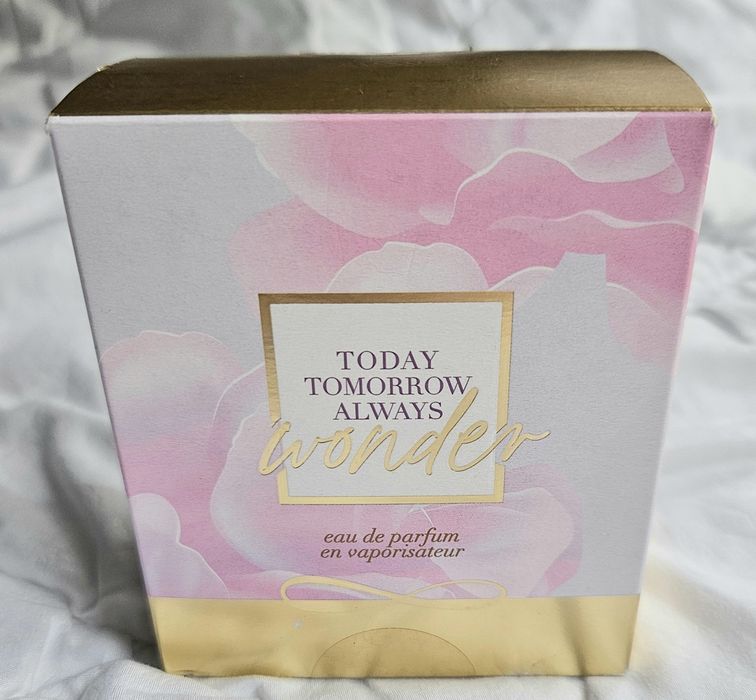 TODAY
TOMORROW
ALWAYS
wonder
eau de parfum
en vaporisateur